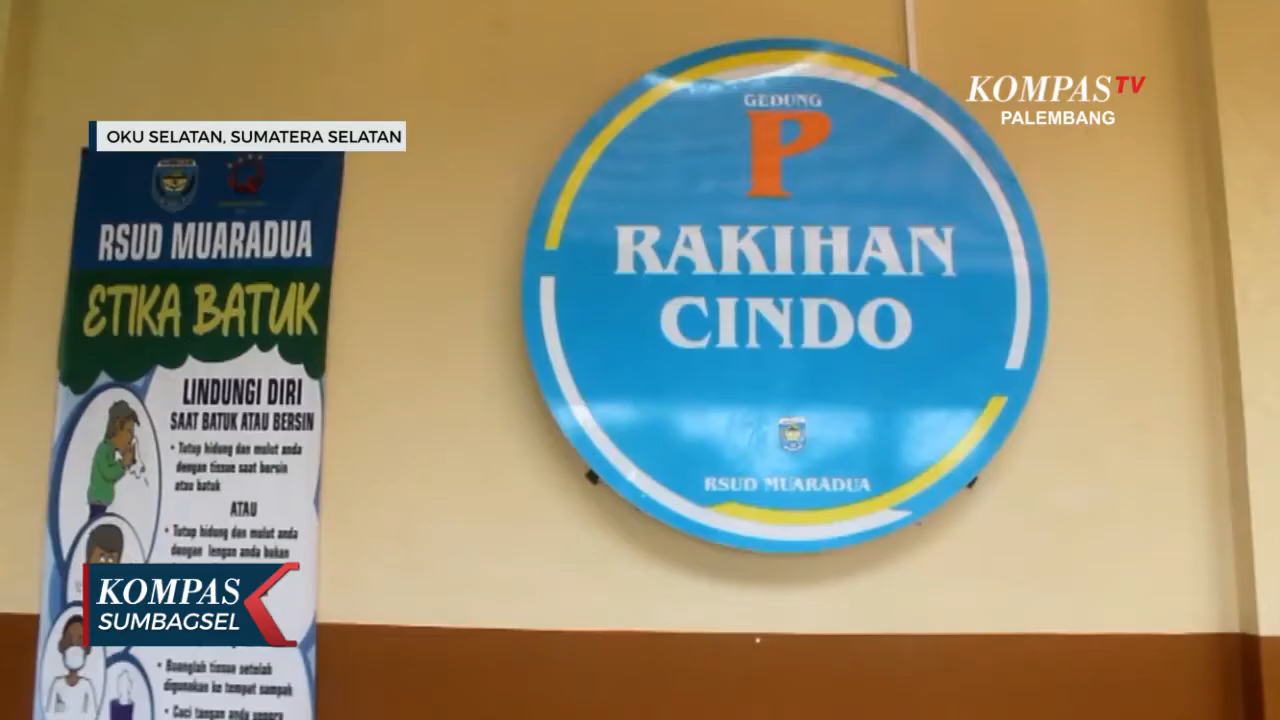 OKU SELATAN, SUMATERA SELATAN
KOMPAS TV
PALEMBANG
GEDUNG
P
RAKIHAN
CINDO
RSUD MUARADUA
RSUD MUARADUA
ETIKA BATUK
LINDUNGI DIRI
SAAT BATUK ATAU BERSIN
• Tutup hidung dan mulut anda
dengan tissue saat bersin
atau batuk
ATAU
• Tutup hidung dan mulut anda
dengan lengan anda bukan
KOMPAS
SUMBAGSEL
• Buanglah tissue setelah
digunakan ke tempat sampah
• Cuci tangan anda segera